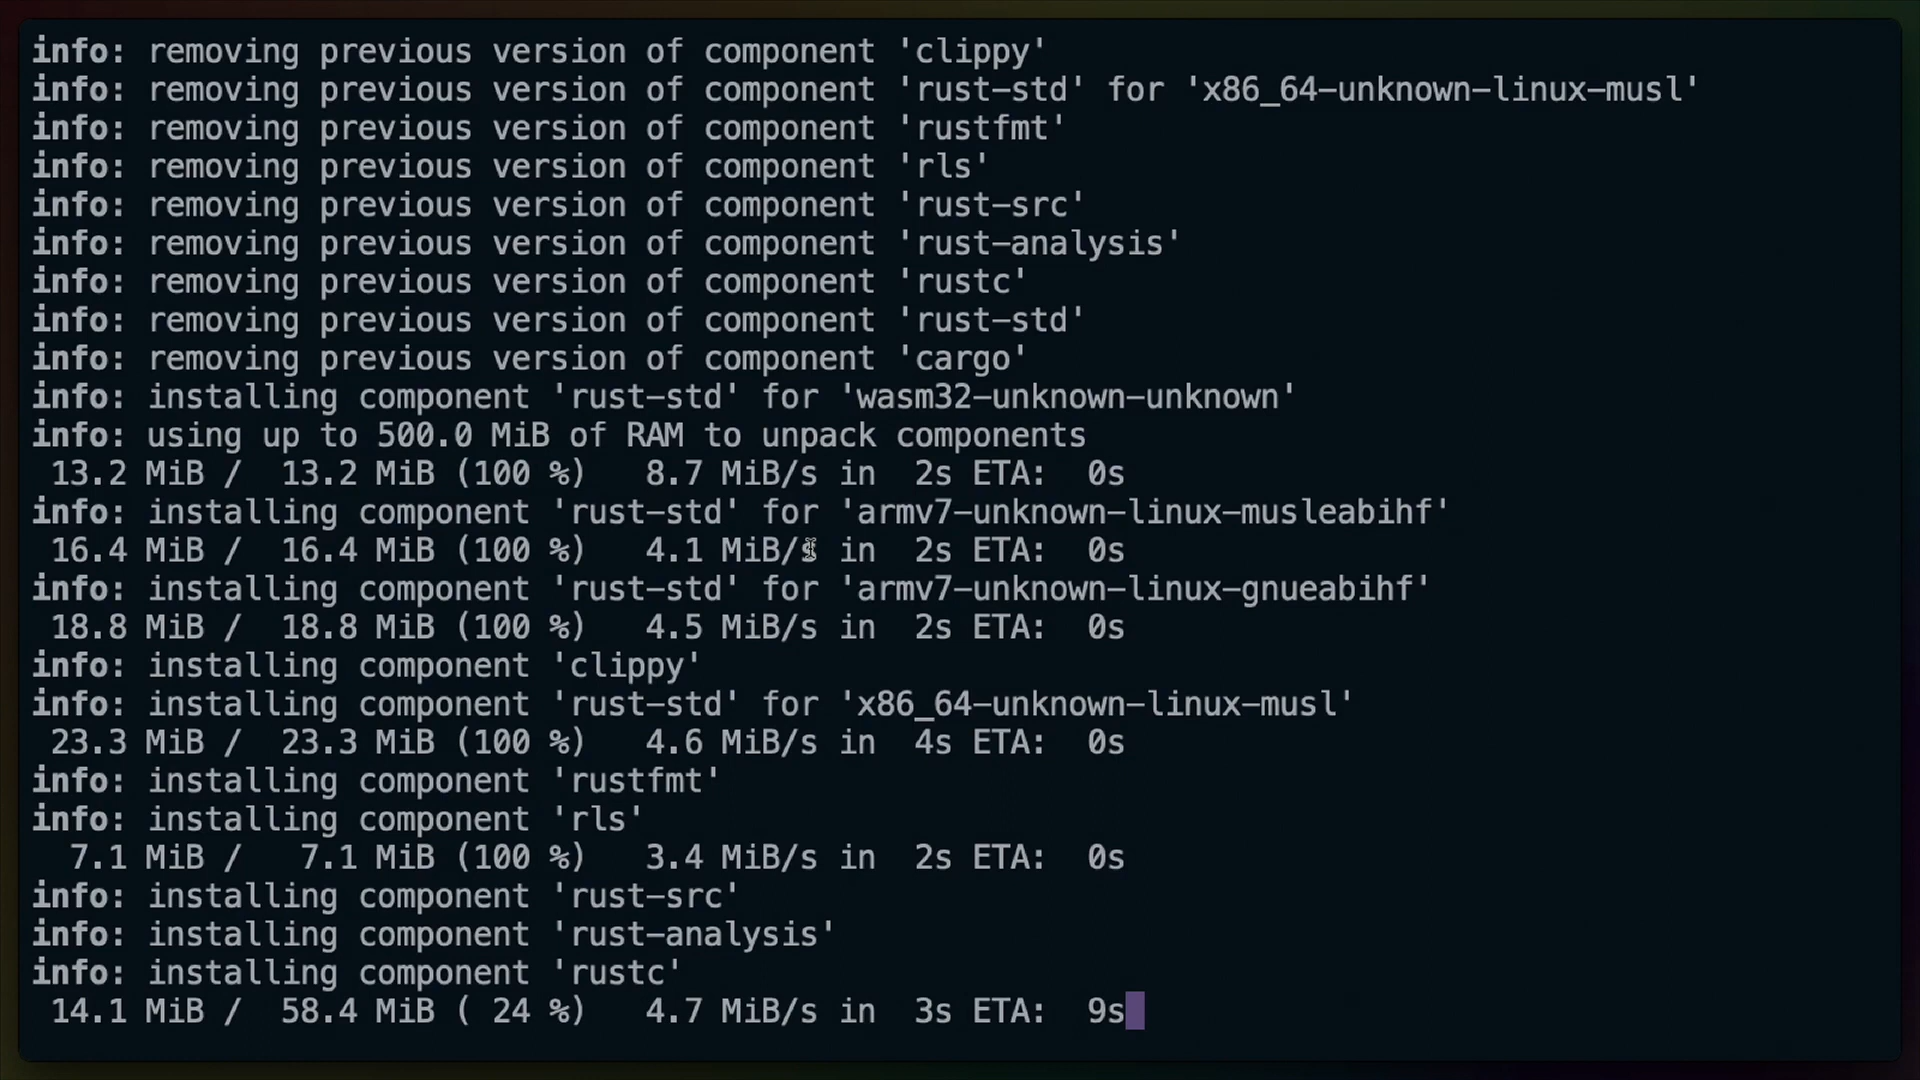 info: removing previous version of component 'clippy'
info: removing previous version of component 'rust-std' for 'x86_64-unknown-linux-musl'
info: removing previous version of component 'rustfmt'
info: removing previous version of component 'rls'
info: removing previous version of component 'rust-src'
info: removing previous version of component 'rust-analysis'
info: removing previous version of component 'rustc'
info: removing previous version of component 'rust-std'
info: removing previous version of component 'cargo'
info: installing component 'rust-std' for 'wasm32-unknown-unknown'
info: using up to 500.0 MiB of RAM to unpack components
 13.2 MiB /  13.2 MiB (100 %)   8.7 MiB/s in  2s ETA:  0s
info: installing component 'rust-std' for 'armv7-unknown-linux-musleabihf'
 16.4 MiB /  16.4 MiB (100 %)   4.1 MiB/s in  2s ETA:  0s
info: installing component 'rust-std' for 'armv7-unknown-linux-gnueabihf'
 18.8 MiB /  18.8 MiB (100 %)   4.5 MiB/s in  2s ETA:  0s
info: installing component 'clippy'
info: installing component 'rust-std' for 'x86_64-unknown-linux-musl'
 23.3 MiB /  23.3 MiB (100 %)   4.6 MiB/s in  4s ETA:  0s
info: installing component 'rustfmt'
info: installing component 'rls'
  7.1 MiB /   7.1 MiB (100 %)   3.4 MiB/s in  2s ETA:  0s
info: installing component 'rust-src'
info: installing component 'rust-analysis'
info: installing component 'rustc'
 14.1 MiB /  58.4 MiB ( 24 %)   4.7 MiB/s in  3s ETA:  9s